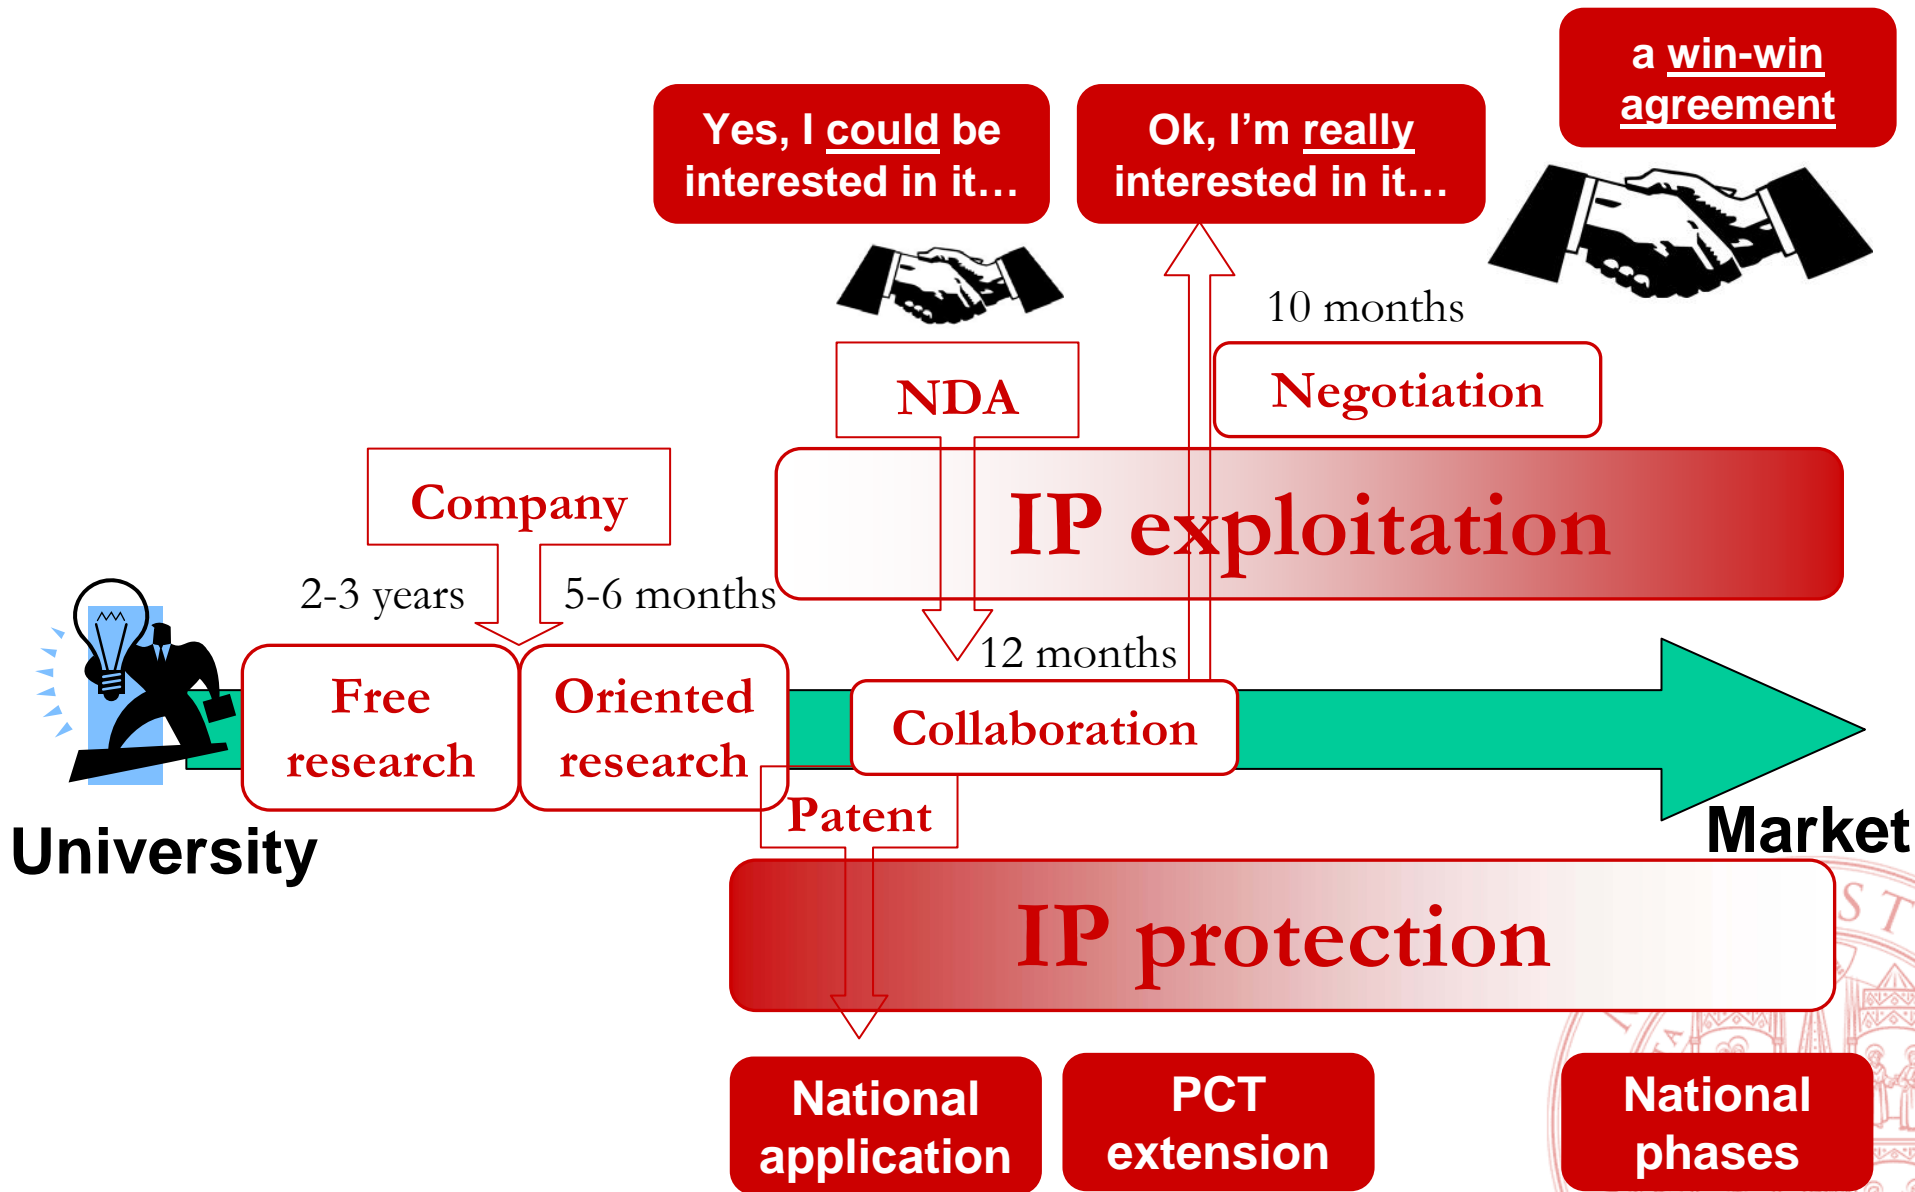 a win-win
agreement
Yes, I could be
interested in it…
Ok, I’m really
interested in it…
10 months
NDA
Negotiation
Company
IP exploitation
2-3 years
5-6 months
12 months
Free
research
Oriented
research
Collaboration
Patent
University
Market
IP protection
National
application
PCT
extension
National
phases